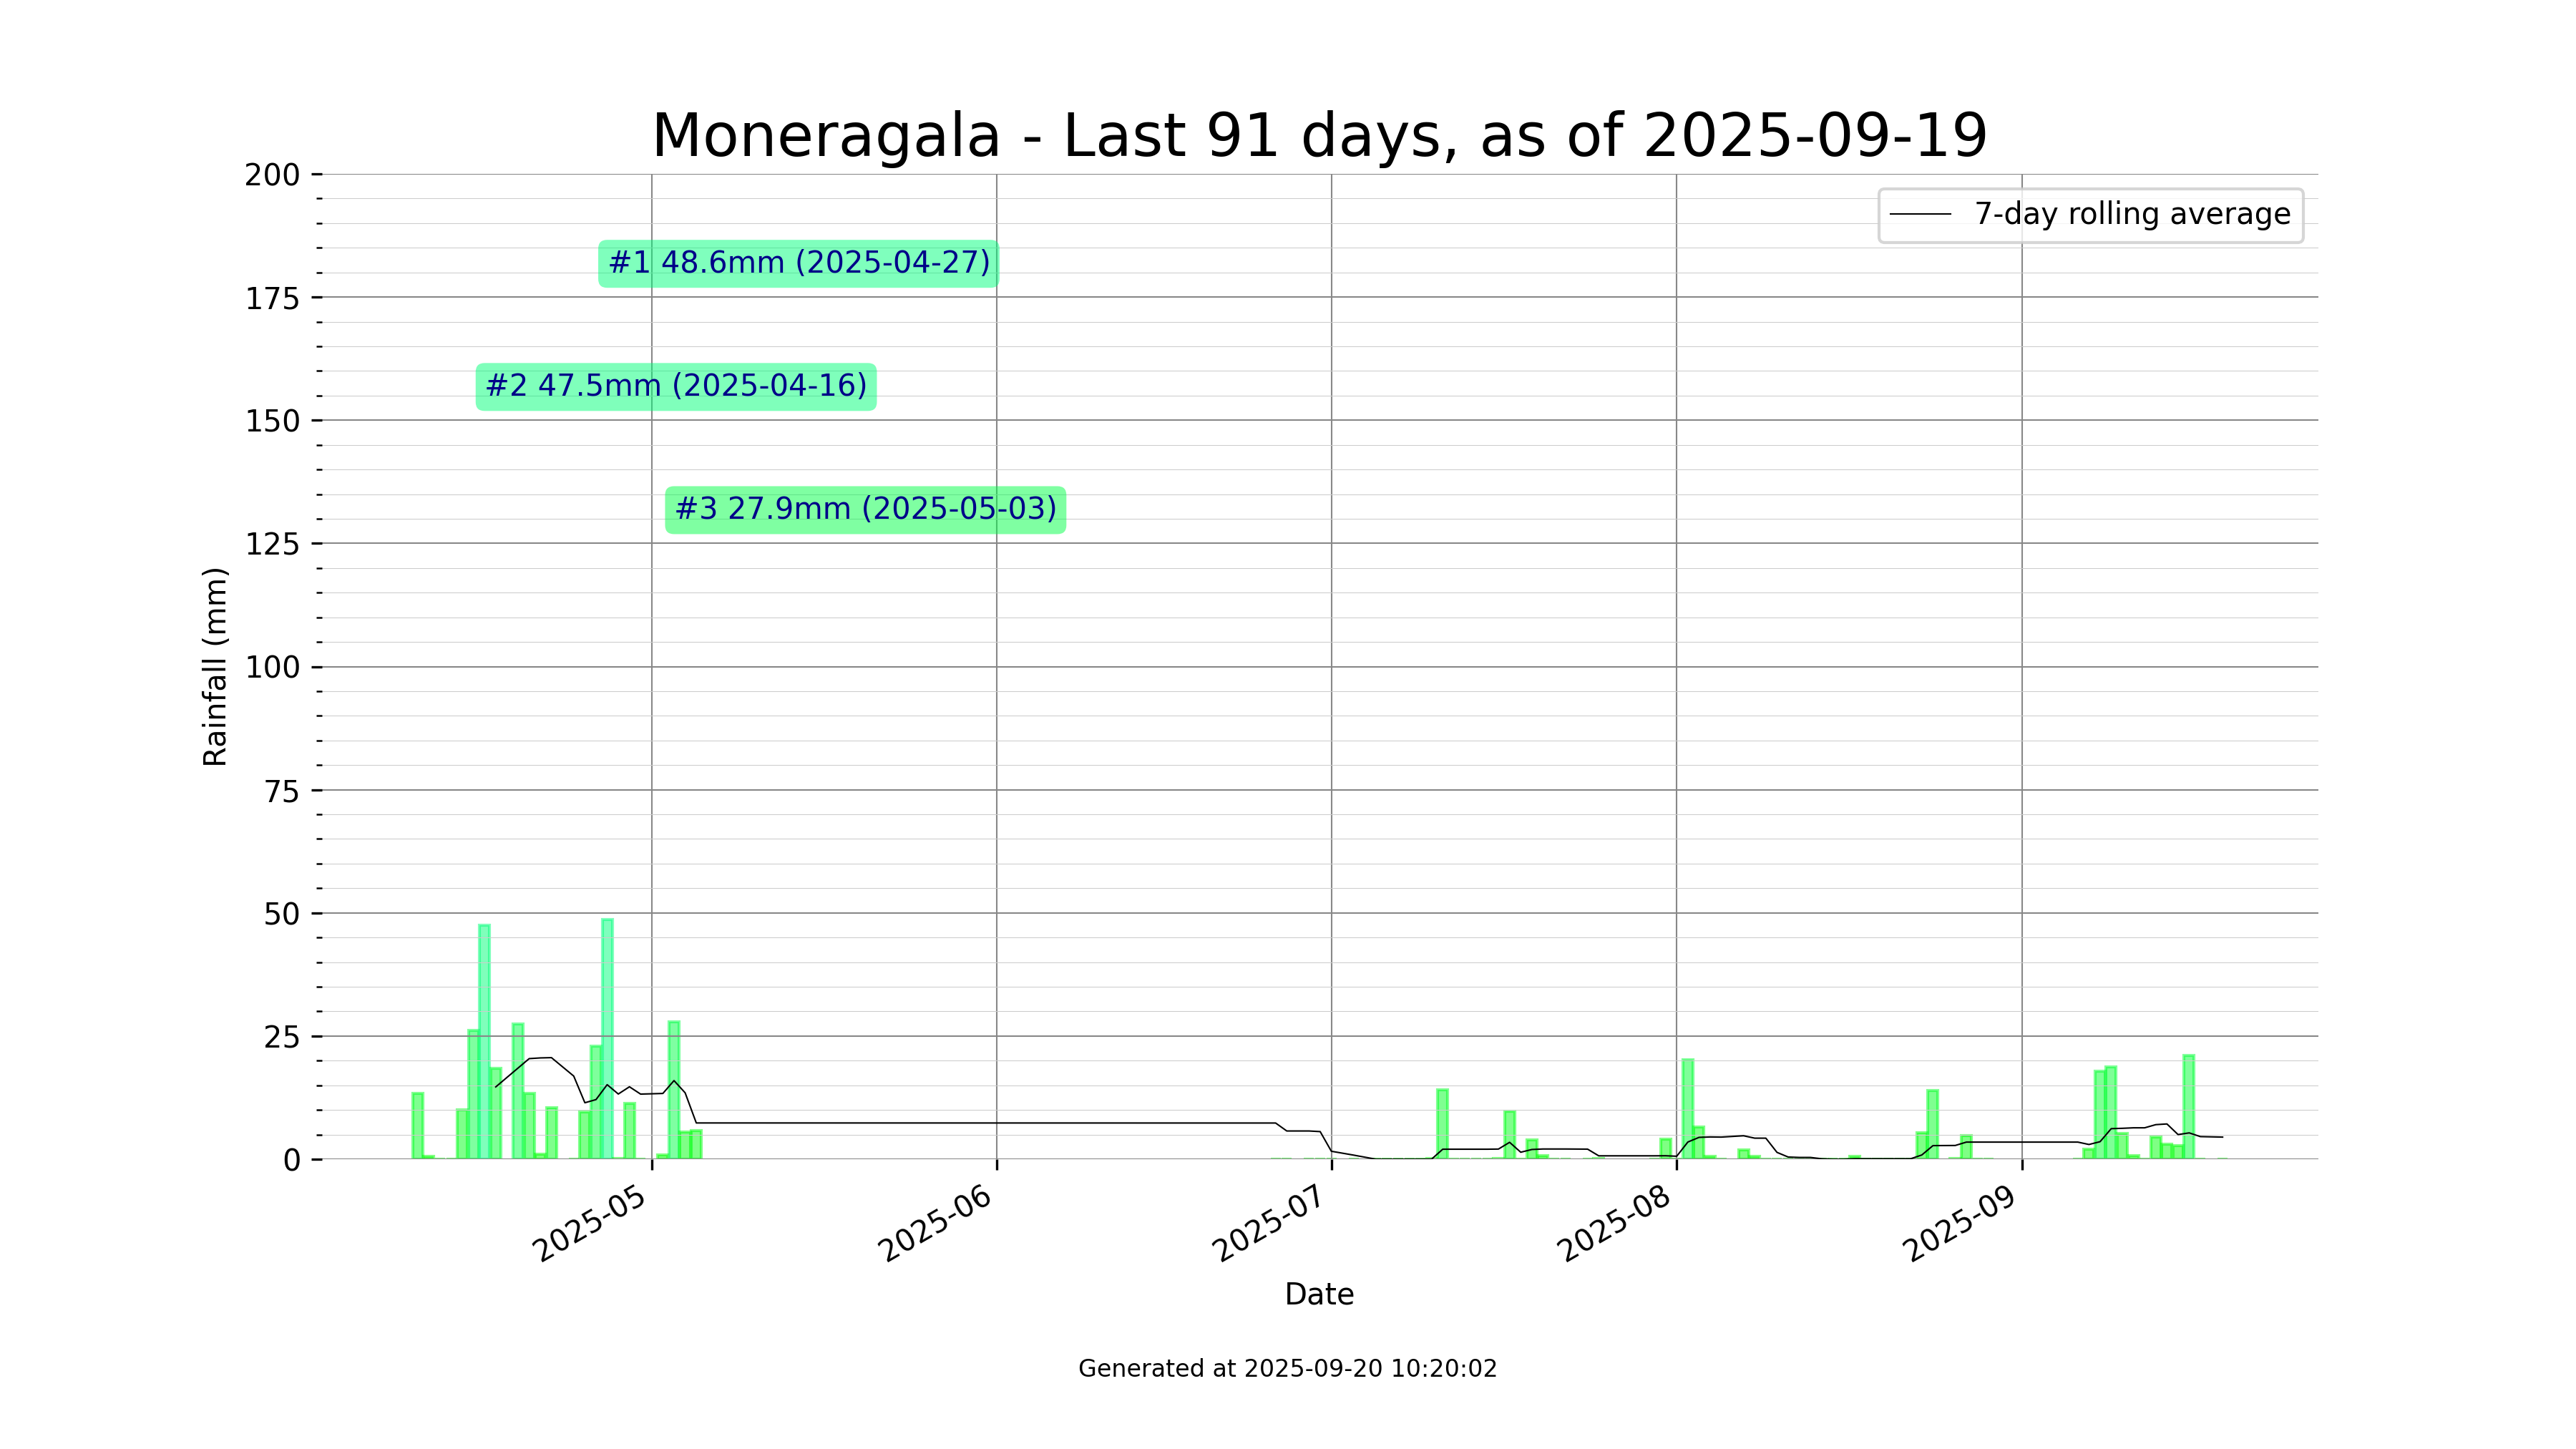 Moneragala - Last 91 days, as of 2025-09-19
7-day rolling average
#1 48.6mm (2025-04-27)
#2 47.5mm (2025-04-16)
#3 27.9mm (2025-05-03)
Rainfall (mm)
200
175
150
125
100
75
50
25
0
2025-05
2025-06
2025-07
2025-08
2025-09
Date
Generated at 2025-09-20 10:20:02